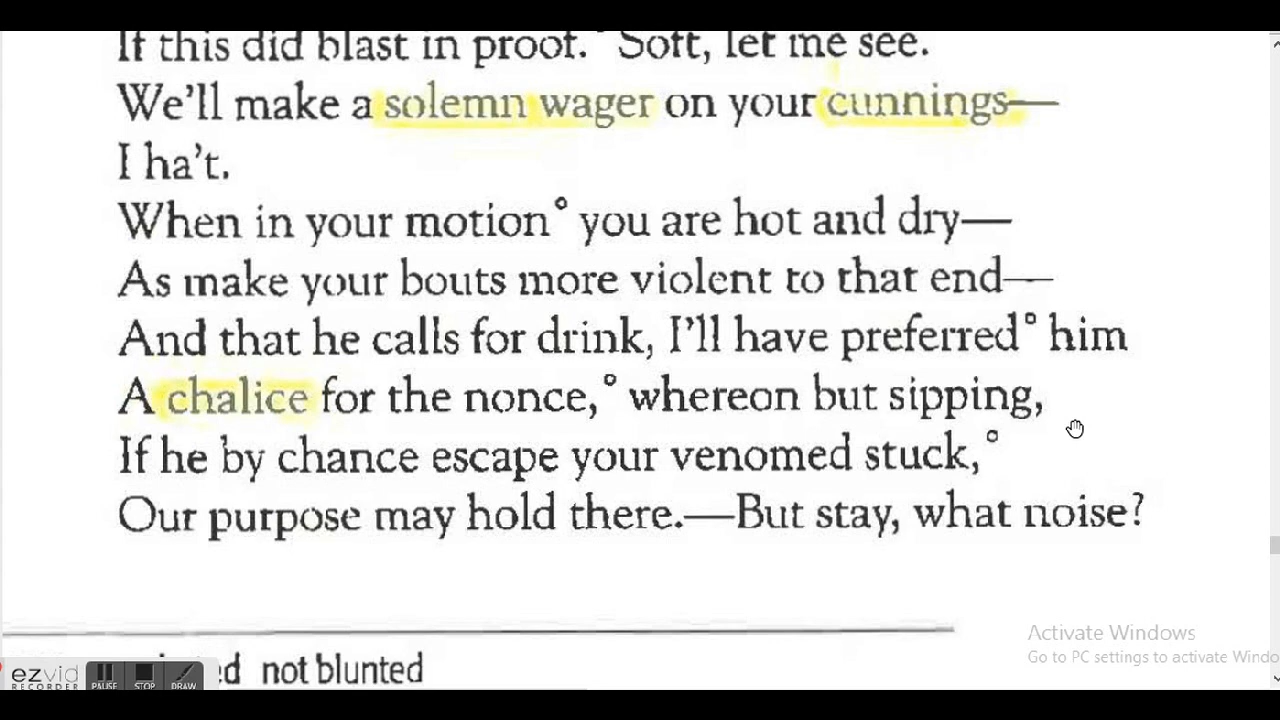 If this did blast in proof.° Soft, let me see.
We'll make a solemn wager on your cunnings—
I ha't.
When in your motion° you are hot and dry—
As make your bouts more violent to that end—
And that he calls for drink, I'll have preferred° him
A chalice for the nonce,° whereon but sipping,
If he by chance escape your venomed stuck,°
Our purpose may hold there.—But stay, what noise?
Activate Windows
Go to PC settings to activate Windo
not blunted
ezvid
RECORDER
PAUSE
STOP
DRAW